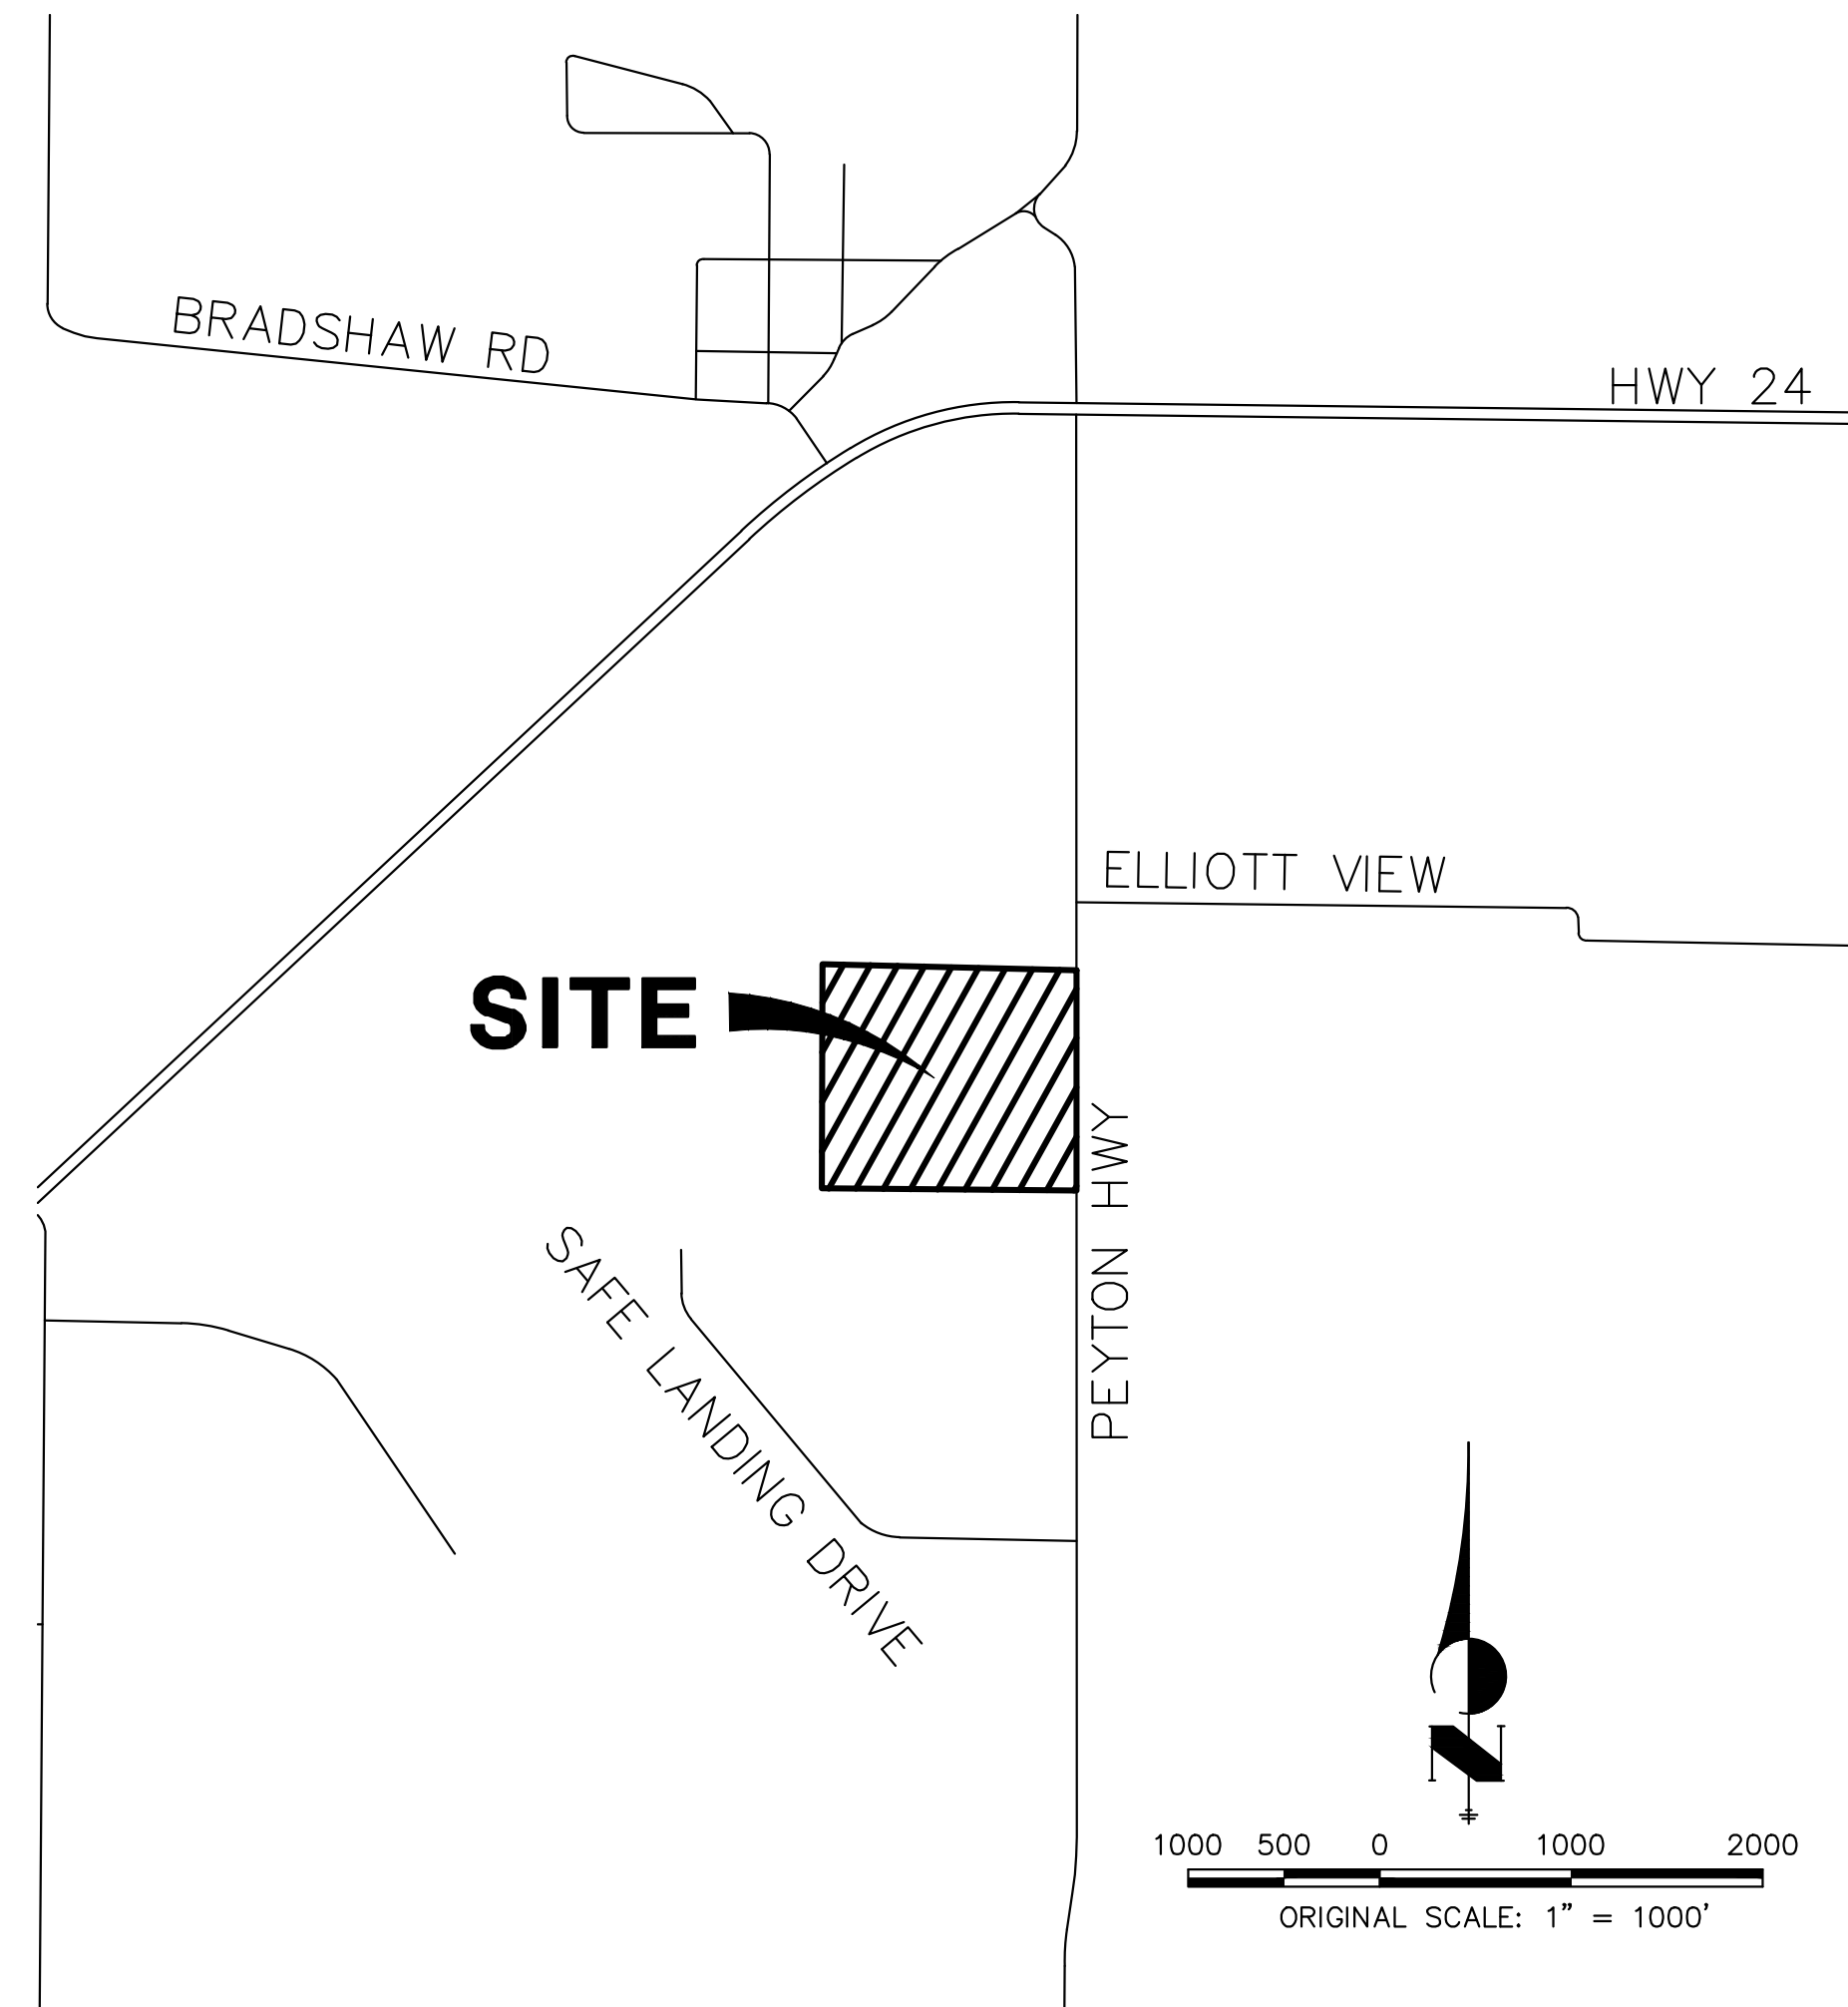 BRADSHAW RD
HWY 24
ELLIOTT VIEW
SITE
PEYTON HWY
SAFE LANDING DRIVE
N
1000 500 0 1000 2000
ORIGINAL SCALE: 1" = 1000'